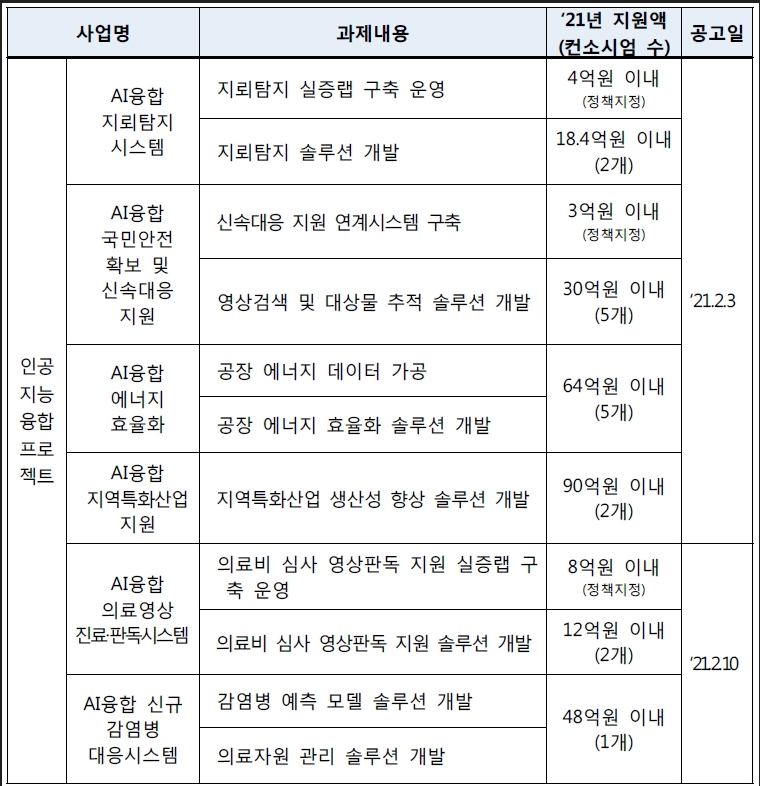 사업명
과제내용
‘21년 지원액
(컨소시엄 수)
공고일
인공
지능
융합
프로
젝트
AI융합
지뢰탐지
시스템
지뢰탐지 실증랩 구축 운영
4억원 이내
(정책지정)
지뢰탐지 솔루션 개발
18.4억원 이내
(2개)
AI융합
국민안전
확보 및
신속대응
지원
신속대응 지원 연계시스템 구축
3억원 이내
(정책지정)
영상검색 및 대상물 추적 솔루션 개발
30억원 이내
(5개)
‘21.2.3
AI융합
에너지
효율화
공장 에너지 데이터 가공
공장 에너지 효율화 솔루션 개발
64억원 이내
(5개)
AI융합
지역특화산업
지원
지역특화산업 생산성 향상 솔루션 개발
90억원 이내
(2개)
AI융합
의료영상
진료·판독시스템
의료비 심사 영상판독 지원 실증랩 구
축 운영
8억원 이내
(정책지정)
의료비 심사 영상판독 지원 솔루션 개발
12억원 이내
(2개)
‘21.2.10
AI융합 신규
감염병
대응시스템
감염병 예측 모델 솔루션 개발
의료자원 관리 솔루션 개발
48억원 이내
(1개)